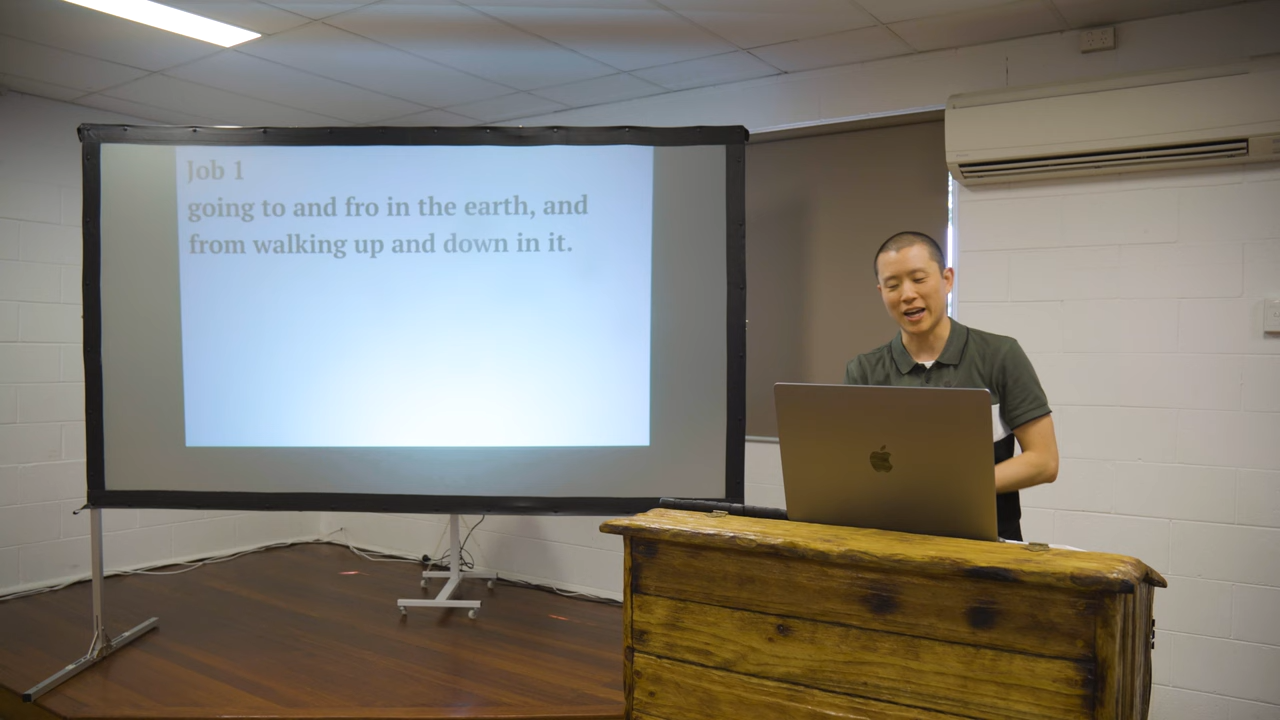 Job 1
going to and fro in the earth, and
from walking up and down in it.